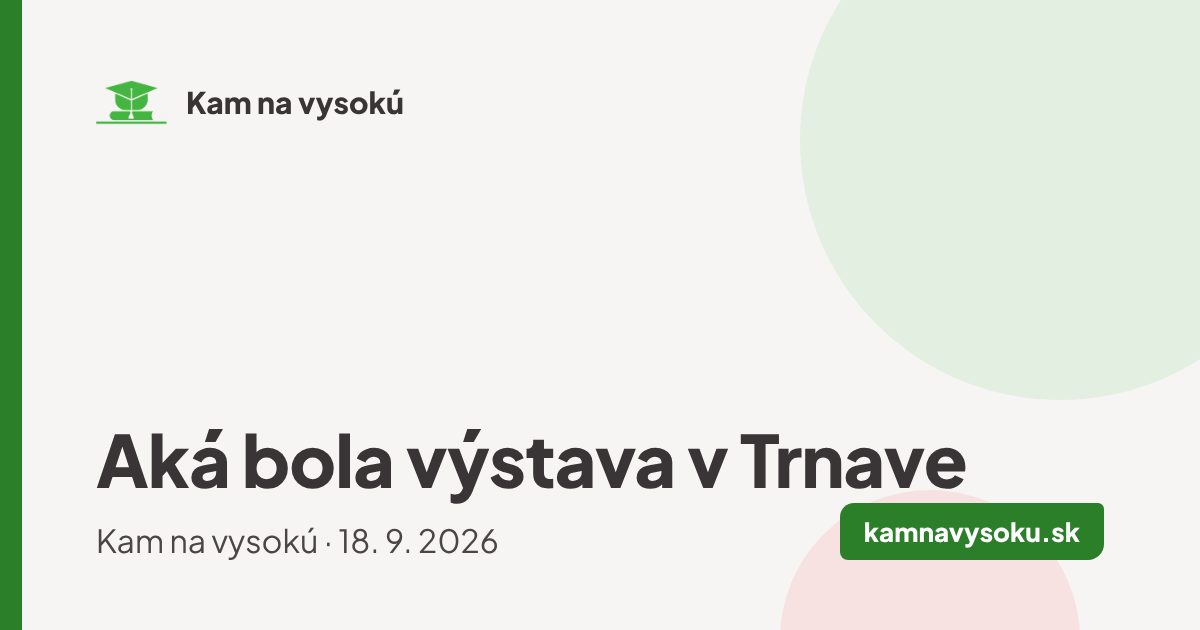 Kam na vysokú
Aká bola výstava v Trnave
Kam na vysokú · 18. 9. 2026
kamnavysoku.sk